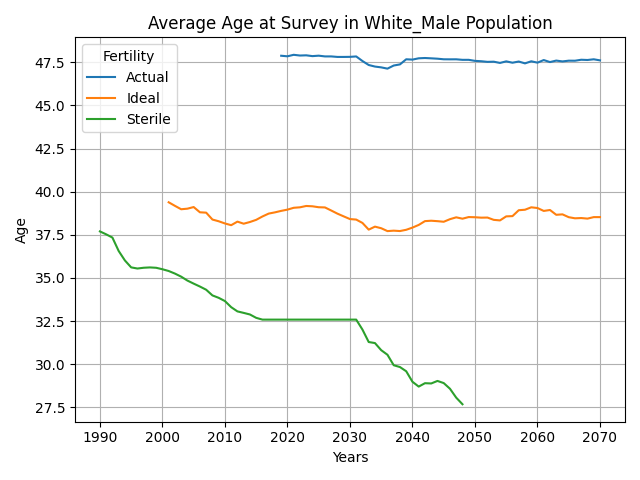 Average Age at Survey in White_Male Population
Fertility
Actual
Ideal
Sterile
Age
47.5
45.0
42.5
40.0
37.5
35.0
32.5
30.0
27.5
1990 2000 2010 2020 2030 2040 2050 2060 2070
Years